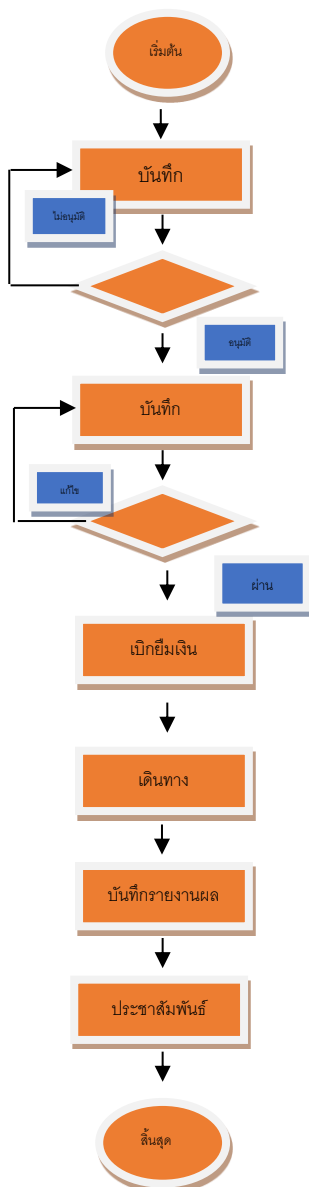 เริ่มต้น
บันทึก
ไม่อนุมัติ
อนุมัติ
บันทึก
แก้ไข
ผ่าน
เบิกยืมเงิน
เดินทาง
บันทึกรายงานผล
ประชาสัมพันธ์
สิ้นสุด